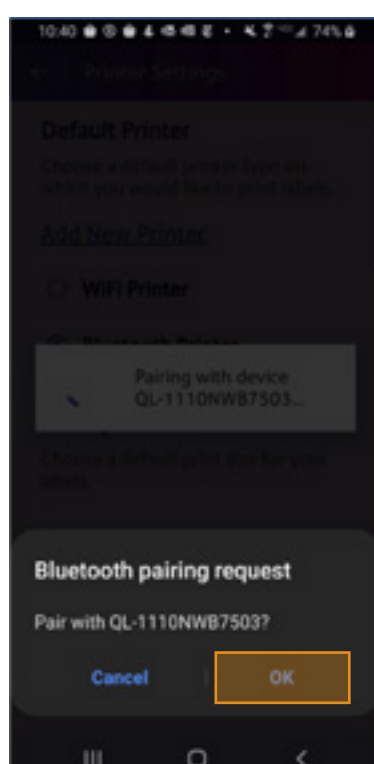 10:40
74%
Printer Settings
Default Printer
Choose a default printer type on
which you would like to print labels.
Add New Printer
WiFi Printer
Bluetooth Printer
Pairing with device
QL-1110NWB7503...
Choose a default print size for your
labels.
Bluetooth pairing request
Pair with QL-1110NWB7503?
Cancel
OK